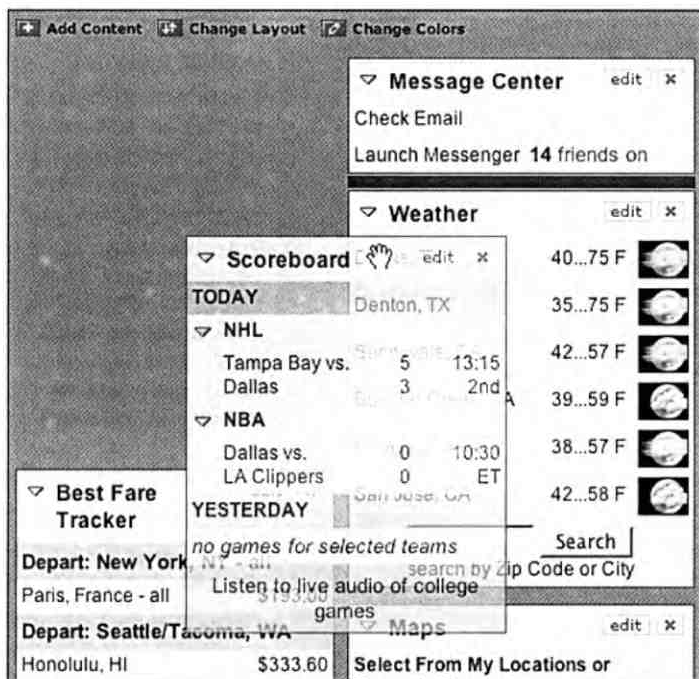 Add Content Change Layout Change Colors
Message Center edit
Check Email
Launch Messenger 14 friends on
Weather edit
40...75 F
Denton, TX 35...75 F
42...57 F
39...59 F
38...57 F
San Jose, CA 42...58 F
Search
search by Zip Code or City
Scoreboard edit
TODAY
NHL
Tampa Bay vs. 5 13:15
Dallas 3 2nd
NBA
Dallas vs. 0 10:30
LA Clippers 0 ET
YESTERDAY
no games for selected teams
Listen to live audio of college
games
Best Fare
Tracker
Depart: New York, NY - all
Paris, France - all $193.00
Depart: Seattle/Tacoma, WA
Honolulu, HI $333.60
Maps edit
Select From My Locations or